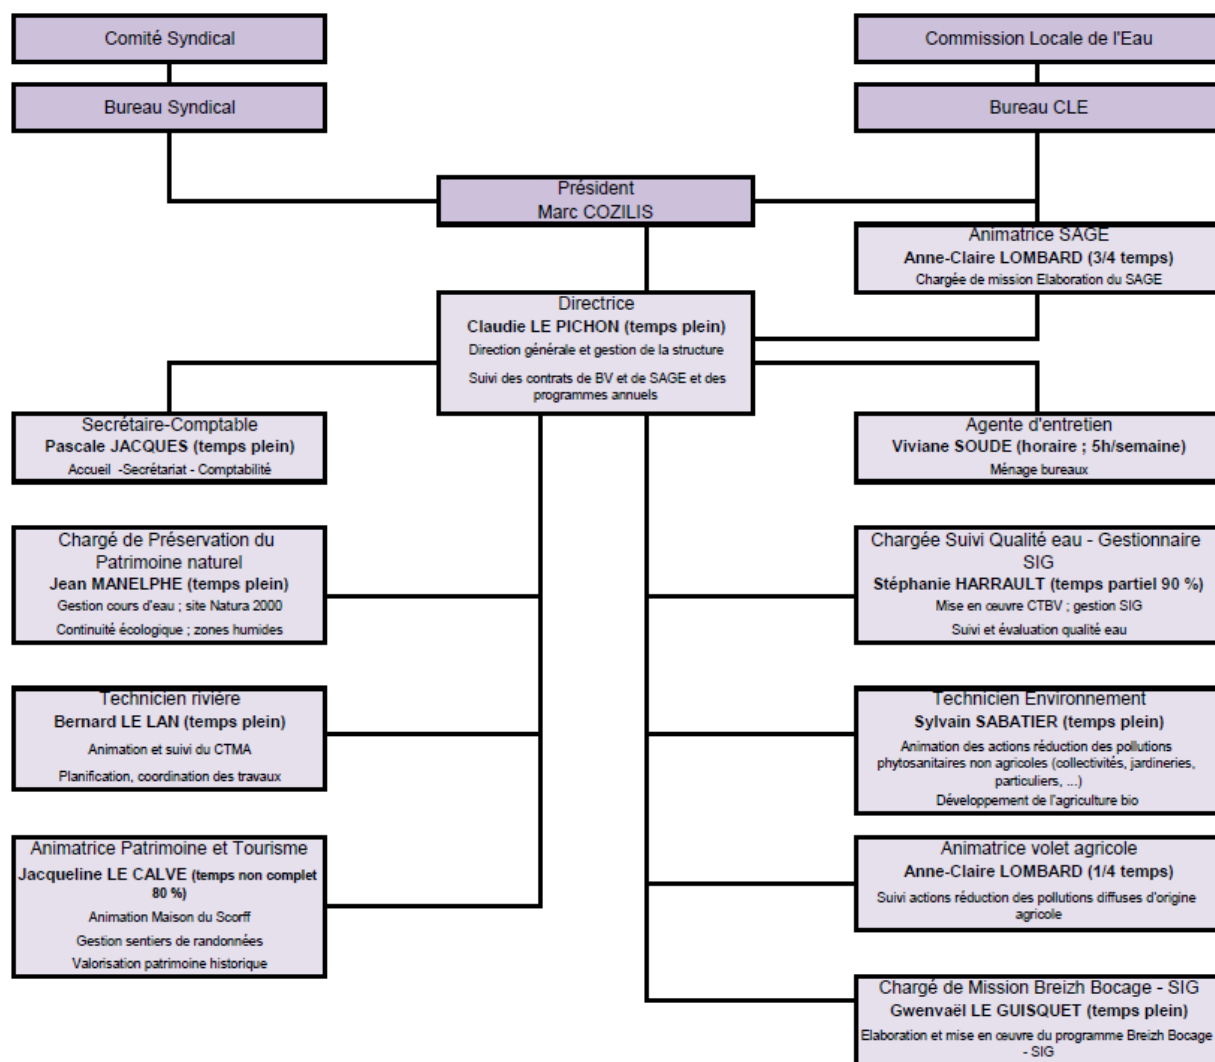 Comité Syndical
Commission Locale de l'Eau
Bureau Syndical
Bureau CLE
Président
Marc COZILIS
Animatrice SAGE
Anne-Claire LOMBARD (3/4 temps)
Chargée de mission Elaboration du SAGE
Directrice
Claudie LE PICHON (temps plein)
Direction générale et gestion de la structure
Suivi des contrats de BV et de SAGE et des
programmes annuels
Secrétaire-Comptable
Pascale JACQUES (temps plein)
Accueil -Secrétariat - Comptabilité
Agente d'entretien
Viviane SOUDE (horaire ; 5h/semaine)
Ménage bureaux
Chargé de Préservation du
Patrimoine naturel
Jean MANELPHE (temps plein)
Gestion cours d'eau ; site Natura 2000
Continuité écologique ; zones humides
Chargée Suivi Qualité eau - Gestionnaire
SIG
Stéphanie HARRAULT (temps partiel 90 %)
Mise en œuvre CTBV ; gestion SIG
Suivi et évaluation qualité eau
Technicien rivière
Bernard LE LAN (temps plein)
Animation et suivi du CTMA
Planification, coordination des travaux
Technicien Environnement
Sylvain SABATIER (temps plein)
Animation des actions réduction des pollutions
phytosanitaires non agricoles (collectivités, jardineries,
particuliers, ...)
Développement de l'agriculture bio
Animatrice Patrimoine et Tourisme
Jacqueline LE CALVE (temps non complet
80 %)
Animation Maison du Scorff
Gestion sentiers de randonnées
Valorisation patrimoine historique
Animatrice volet agricole
Anne-Claire LOMBARD (1/4 temps)
Suivi actions réduction des pollutions diffuses d'origine
agricole
Chargé de Mission Breizh Bocage - SIG
Gwenvaël LE GUISQUET (temps plein)
Elaboration et mise en œuvre du programme Breizh Bocage
- SIG